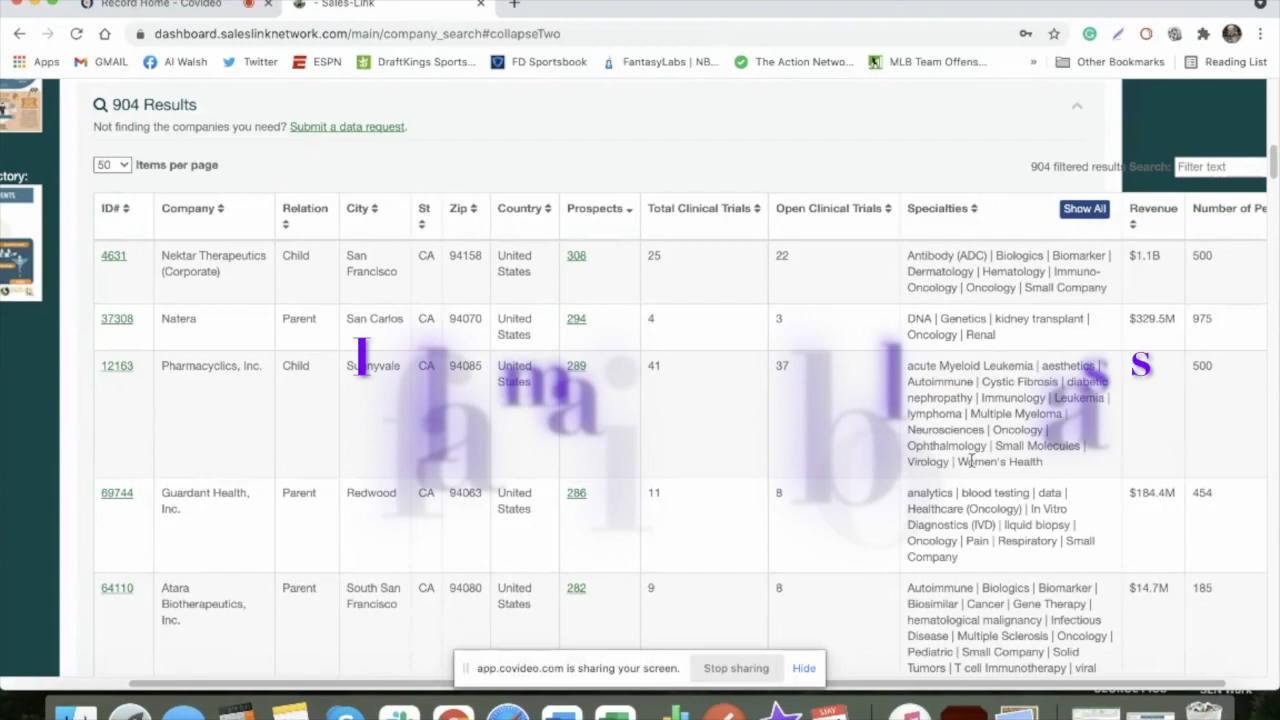 Record Home - Covideo
- Sales-Link
dashboard.saleslinknetwork.com/main/company_search#collapseTwo
Apps GMAIL Al Walsh Twitter ESPN DraftKings Sports... FD Sportsbook FantasyLabs | NB... The Action Netwo... MLB Team Offens... » Other Bookmarks Reading List
904 Results
Not finding the companies you need? Submit a data request.
50 Items per page
904 filtered results Search: Filter text
ctory:
ID# Company Relation City St Zip Country Prospects Total Clinical Trials Open Clinical Trials Specialties Show All Revenue Number of Pe
4631 Nektar Therapeutics (Corporate) Child San Francisco CA 94158 United States 308 25 22 Antibody (ADC) | Biologics | Biomarker | $1.1B 500
Dermatology | Hematology | Immuno-
Oncology | Oncology | Small Company
37308 Natera Parent San Carlos CA 94070 United States 294 4 3 DNA | Genetics | kidney transplant | $329.5M 975
Oncology | Renal
12163 Pharmacyclics, Inc. Child Sunnyvale CA 94085 United States 289 41 37 acute Myeloid Leukemia | aesthetics | 500
Autoimmune | Cystic Fibrosis | diabetic
nephropathy | Immunology | Leukemia |
lymphoma | Multiple Myeloma |
Neurosciences | Oncology |
Ophthalmology | Small Molecules |
Virology | Women's Health
69744 Guardant Health, Inc. Parent Redwood CA 94063 United States 286 11 8 analytics | blood testing | data | $184.4M 454
Healthcare (Oncology) | In Vitro
Diagnostics (IVD) | liquid biopsy |
Oncology | Pain | Respiratory | Small
Company
64110 Atara Biotherapeutics, Inc. Parent South San Francisco CA 94080 United States 282 9 8 Autoimmune | Biologics | Biomarker | $14.7M 185
Biosimilar | Cancer | Gene Therapy |
hematological malignancy | Infectious
Disease | Multiple Sclerosis | Oncology |
Pediatric | Small Company | Solid
Tumors | T cell Immunotherapy | viral
app.covideo.com is sharing your screen. Stop sharing Hide